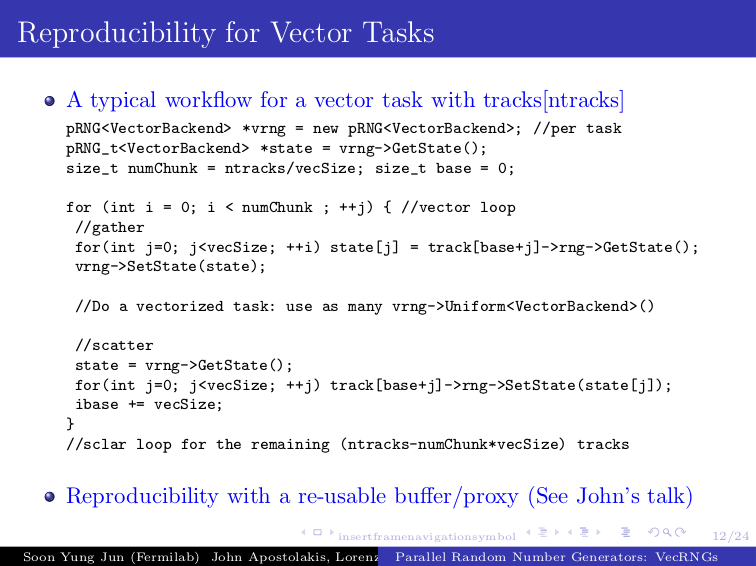 Reproducibility for Vector Tasks
A typical workflow for a vector task with tracks[ntracks]
pRNG<VectorBackend> *vrng = new pRNG<VectorBackend>; //per task
pRNG_t<VectorBackend> *state = vrng->GetState();
size_t numChunk = ntracks/vecSize; size_t base = 0;
for (int i = 0; i < numChunk ; ++j) { //vector loop
//gather
for(int j=0; j<vecSize; ++i) state[j] = track[base+j]->rng->GetState();
vrng->SetState(state);
//Do a vectorized task: use as many vrng->Uniform<VectorBackend>()
//scatter
state = vrng->GetState();
for(int j=0; j<vecSize; ++j) track[base+j]->rng->SetState(state[j]);
ibase += vecSize;
}
//sclar loop for the remaining (ntracks-numChunk*vecSize) tracks
Reproducibility with a re-usable buffer/proxy (See John's talk)
insertframenavigationsymbol
12/24
Soon Yung Jun (Fermilab) John Apostolakis, Lorenz
Parallel Random Number Generators: VecRNGs